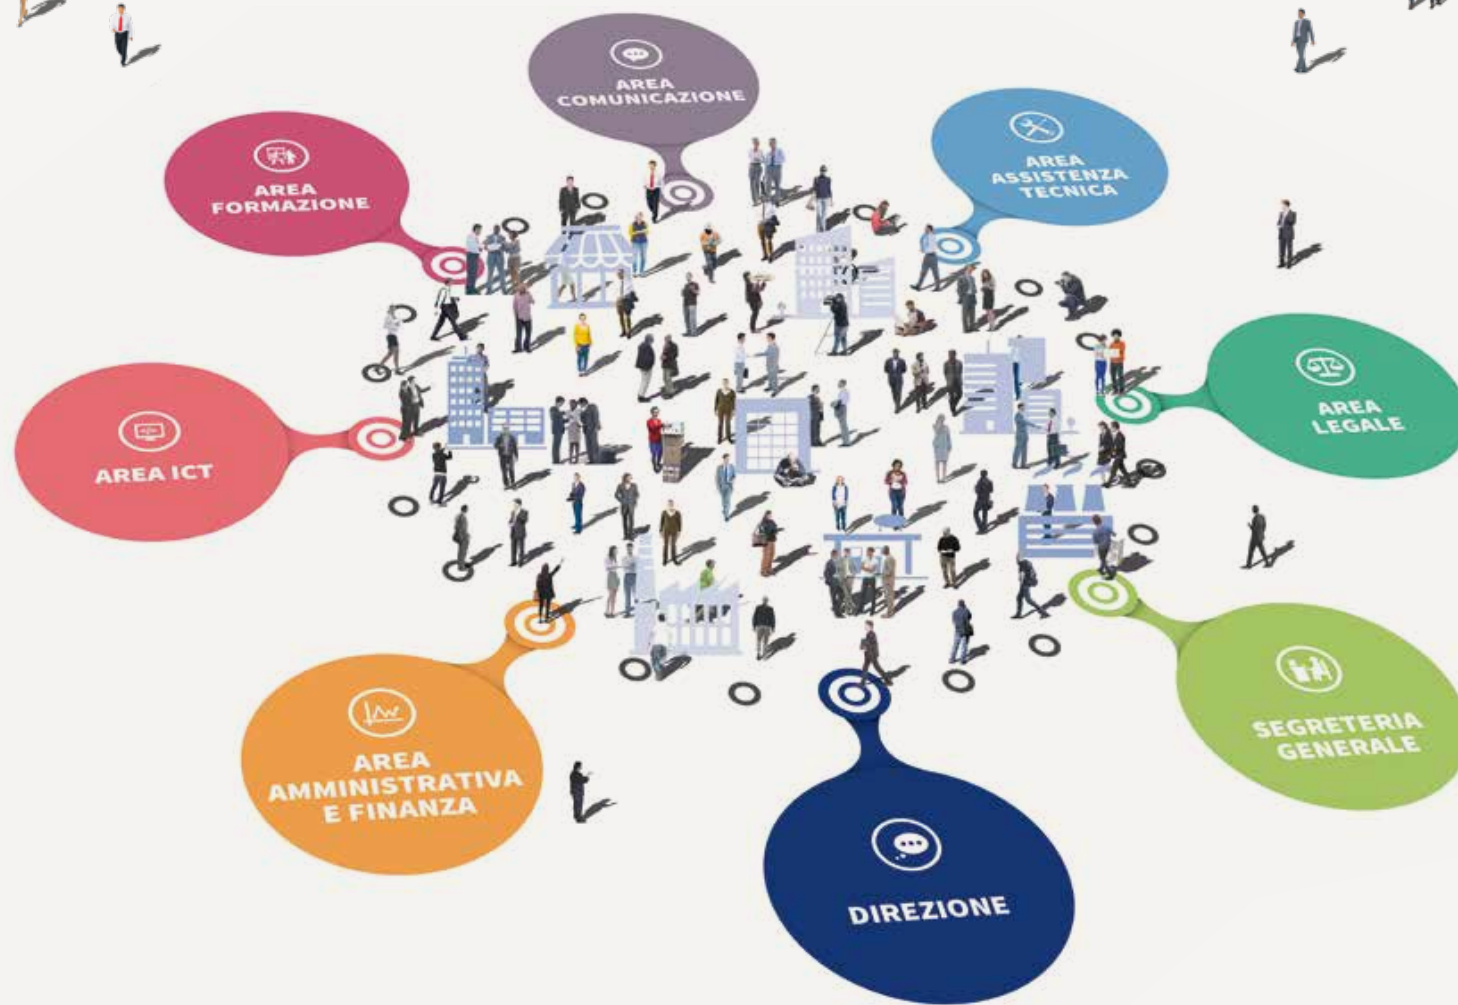 AREA
COMUNICAZIONE
AREA
FORMAZIONE
AREA
ASSISTENZA
TECNICA
AREA
LEGALE
AREA ICT
SEGRETERIA
GENERALE
AREA
AMMINISTRATIVA
E FINANZA
DIREZIONE